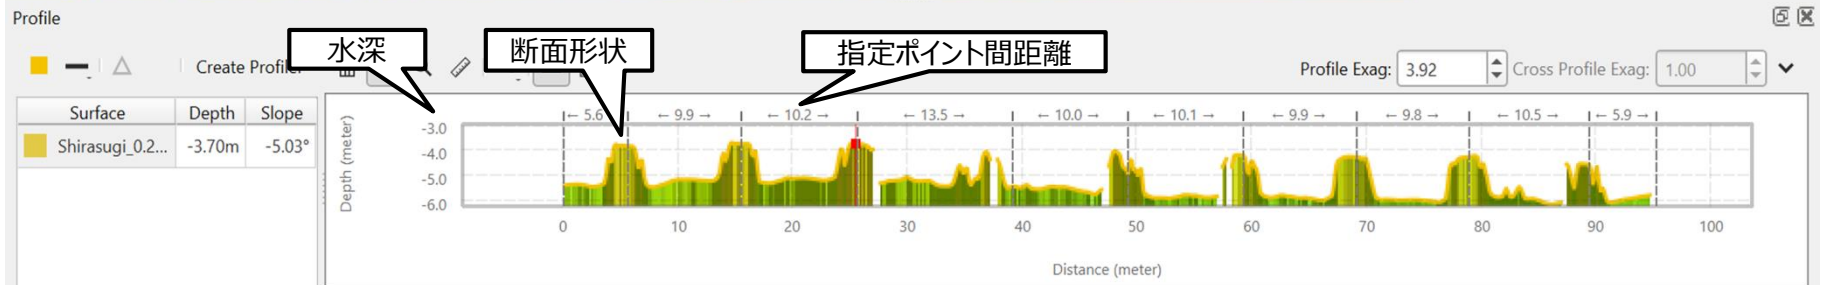 Profile
水深
断面形状
指定ポイント間距離
Create Profile
Profile Exag: 3.92
Cross Profile Exag: 1.00
Surface Depth Slope
Shirasugi_0.2... -3.70m -5.03°
← 5.6 ← 9.9 → ← 10.2 → ← 13.5 → ← 10.0 → ← 10.1 → ← 9.9 → ← 9.8 → ← 10.5 → ← 5.9 →
Depth (meter)
-3.0
-4.0
-5.0
-6.0
0 10 20 30 40 50 60 70 80 90 100
Distance (meter)